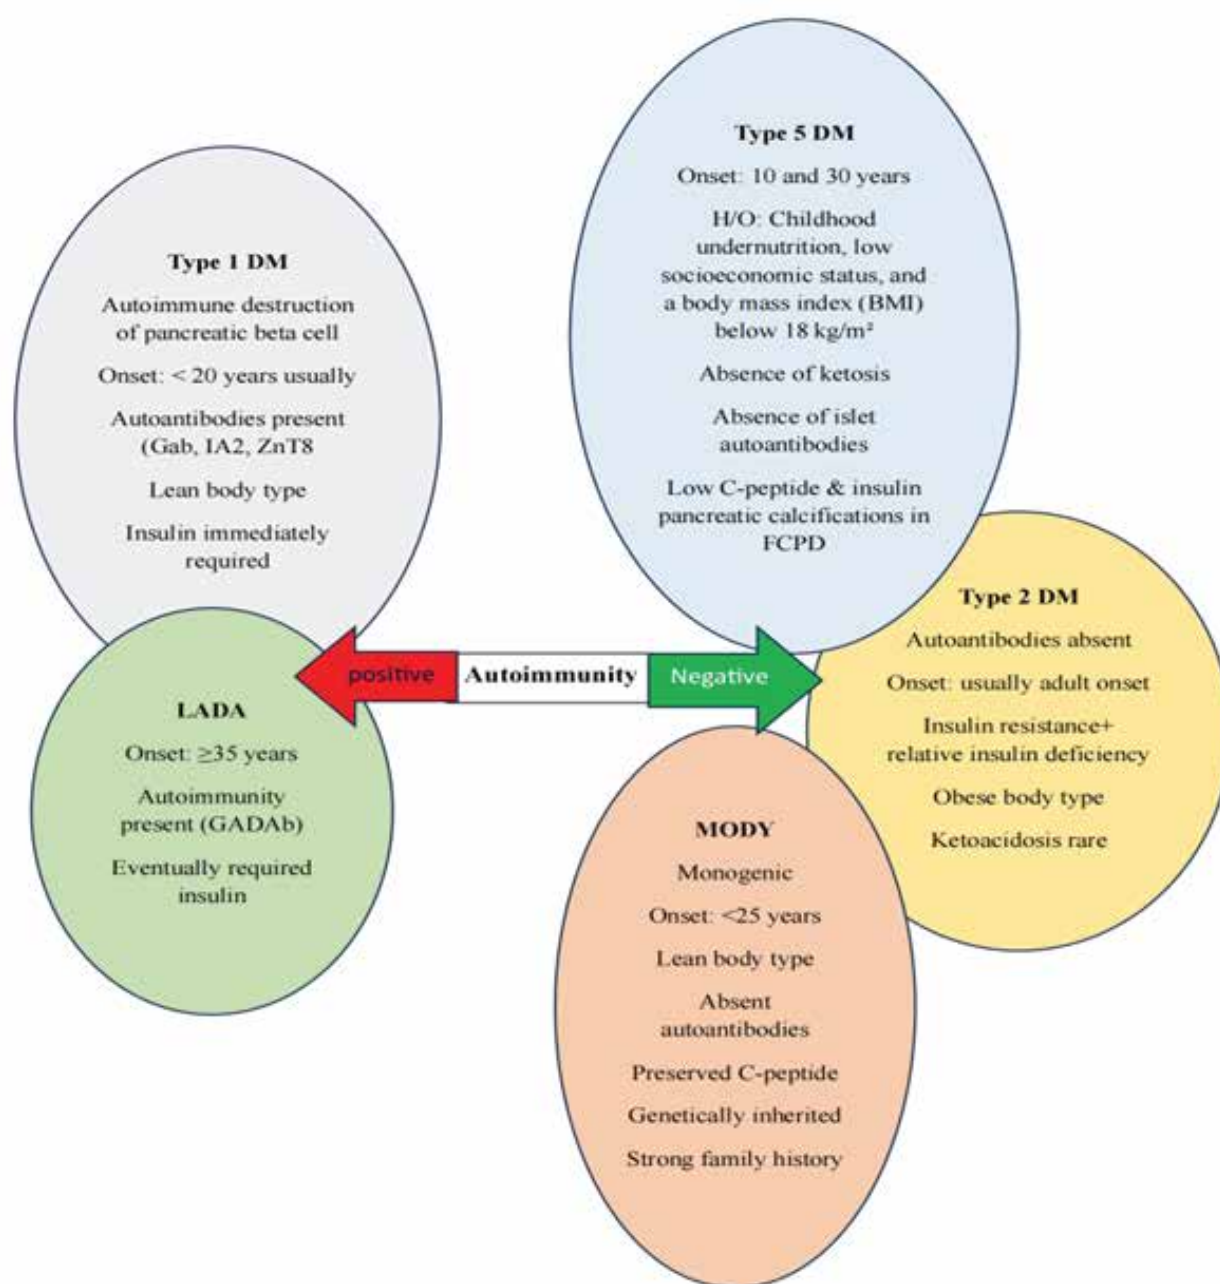 Type 5 DM
Onset: 10 and 30 years
H/O: Childhood
undernutrition, low
socioeconomic status, and
a body mass index (BMI)
below 18 kg/m²
Absence of ketosis
Absence of islet
autoantibodies
Low C-peptide & insulin
pancreatic calcifications in
FCPD
Type 1 DM
Autoimmune destruction
of pancreatic beta cell
Onset: < 20 years usually
Autoantibodies present
(Gab, IA2, ZnT8
Lean body type
Insulin immediately
required
Type 2 DM
Autoantibodies absent
Onset: usually adult onset
Insulin resistance+
relative insulin deficiency
Obese body type
Ketoacidosis rare
positive Autoimmunity Negative
LADA
Onset: ≥35 years
Autoimmunity
present (GADAb)
Eventually required
insulin
MODY
Monogenic
Onset: <25 years
Lean body type
Absent
autoantibodies
Preserved C-peptide
Genetically inherited
Strong family history